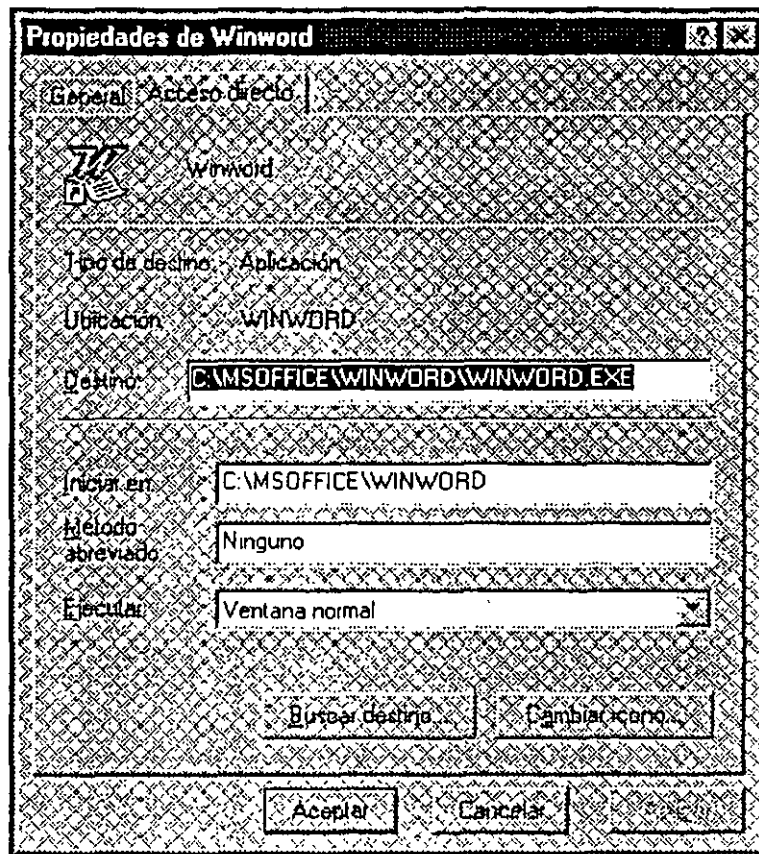 Propiedades de Winword
General Acceso directo
Winword
Tipo de destino: Aplicación
Ubicación: WINWORD
Destino: C:\MSOFFICE\WINWORD\WINWORD.EXE
Iniciar en: C:\MSOFFICE\WINWORD
Método
abreviado: Ninguno
Ejecutar: Ventana normal
Buscar destino... Cambiar icono...
Aceptar Cancelar